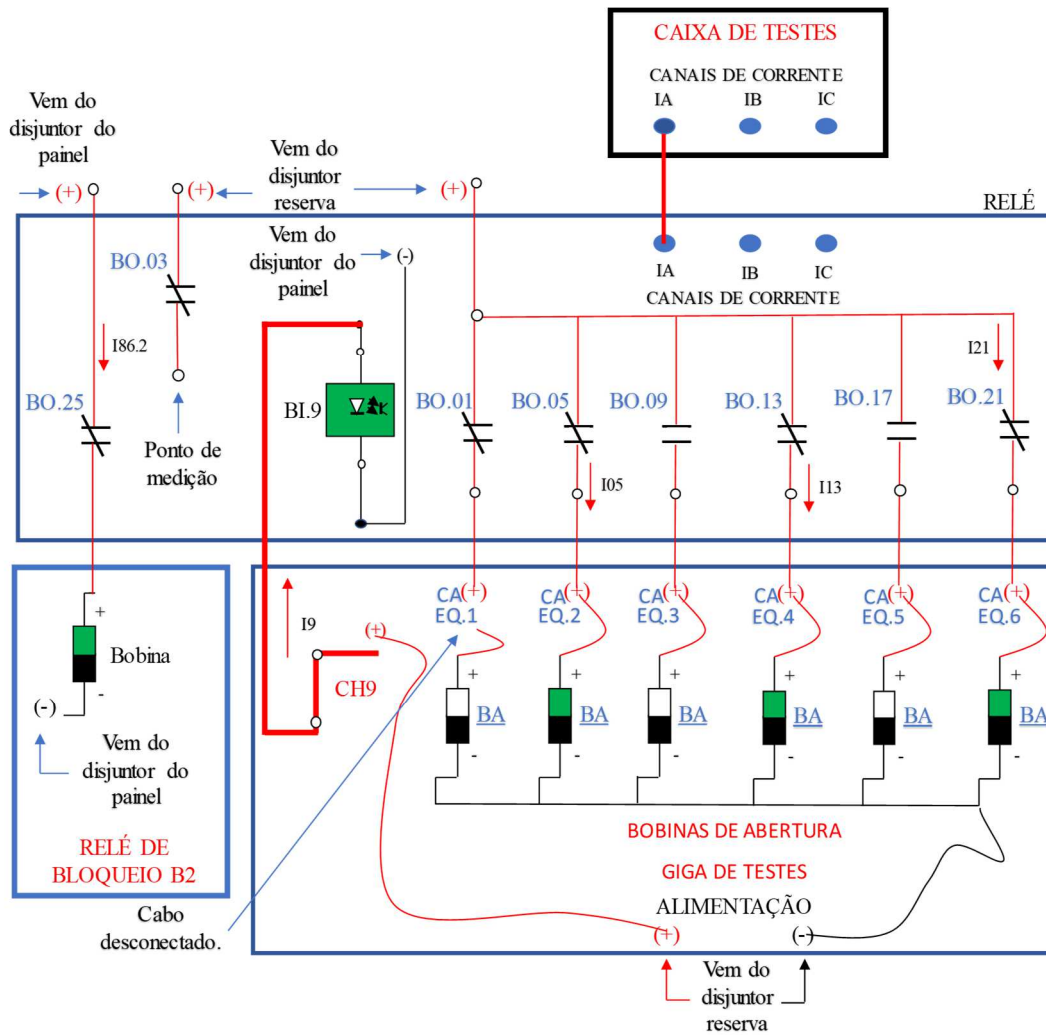 CAIXA DE TESTES
CANAIS DE CORRENTE
IA
IB
IC
Vem do
disjuntor do
painel
(+)
(+)
Vem do
disjuntor
reserva
(+)
RELÉ
Vem do
disjuntor do
painel
(-)
IA
IB
IC
CANAIS DE CORRENTE
BO.03
I86.2
I21
BO.25
BI.9
BO.01
BO.05
BO.09
BO.13
BO.17
BO.21
Ponto de
medição
I05
I13
CA(+)
EQ.1
CA(+)
EQ.2
CA(+)
EQ.3
CA(+)
EQ.4
CA(+)
EQ.5
CA(+)
EQ.6
+
Bobina
-
(-)
Vem do
disjuntor do
painel
RELÉ DE
BLOQUEIO B2
I9
(+)
CH9
+
BA
-
+
BA
-
+
BA
-
+
BA
-
+
BA
-
+
BA
-
BOBINAS DE ABERTURA
GIGA DE TESTES
ALIMENTAÇÃO
(+)
(-)
Cabo
desconectado.
Vem do
disjuntor
reserva